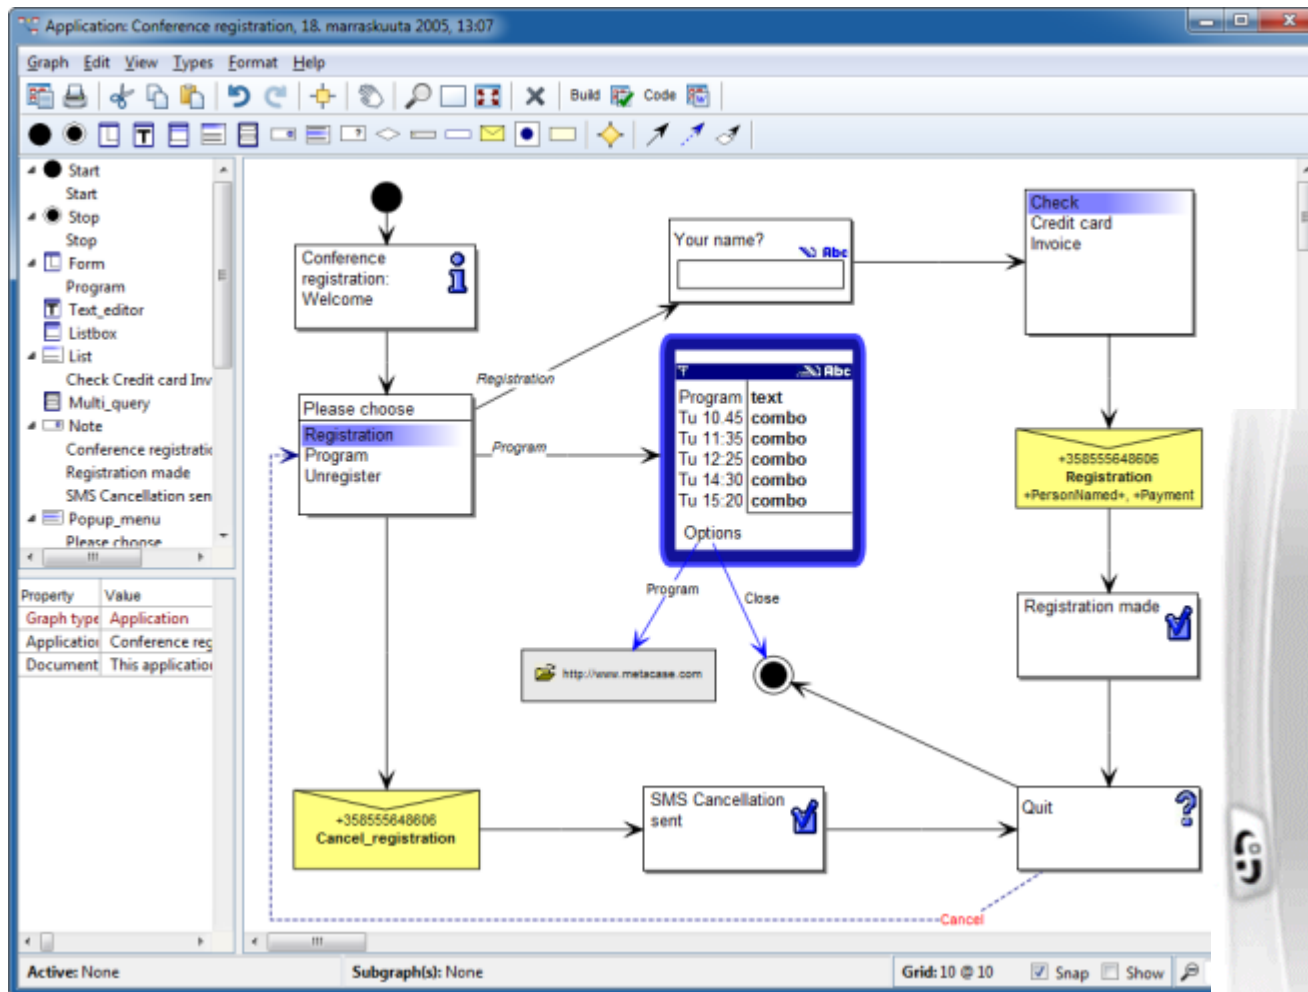 Application: Conference registration, 18. marraskuuta 2005, 13:07
Graph Edit View Types Format Help
Build Code
T
?
Start
Start
Stop
Stop
Form
Program
T Text_editor
Listbox
List
Check Credit card Inv
Multi_query
Note
Conference registratic
Registration made
SMS Cancellation sen
Popup_menu
Please choose
Property Value
Graph type Application
Application Conference reg
Document This application
Conference
registration:
Welcome
Your name?
Abc
Check
Credit card
Invoice
Registration
Please choose
Registration
Program
Unregister
Program
Abc
Program text
Tu 10.45 combo
Tu 11:35 combo
Tu 12:25 combo
Tu 14:30 combo
Tu 15:20 combo
Options
Program
Close
http://www.metacase.com
+358555648606
Registration
+PersonNamed+, +Payment
Registration made
+358555648606
Cancel_registration
SMS Cancellation
sent
Quit
Cancel
Active: None Subgraph(s): None Grid: 10 @ 10 Snap Show